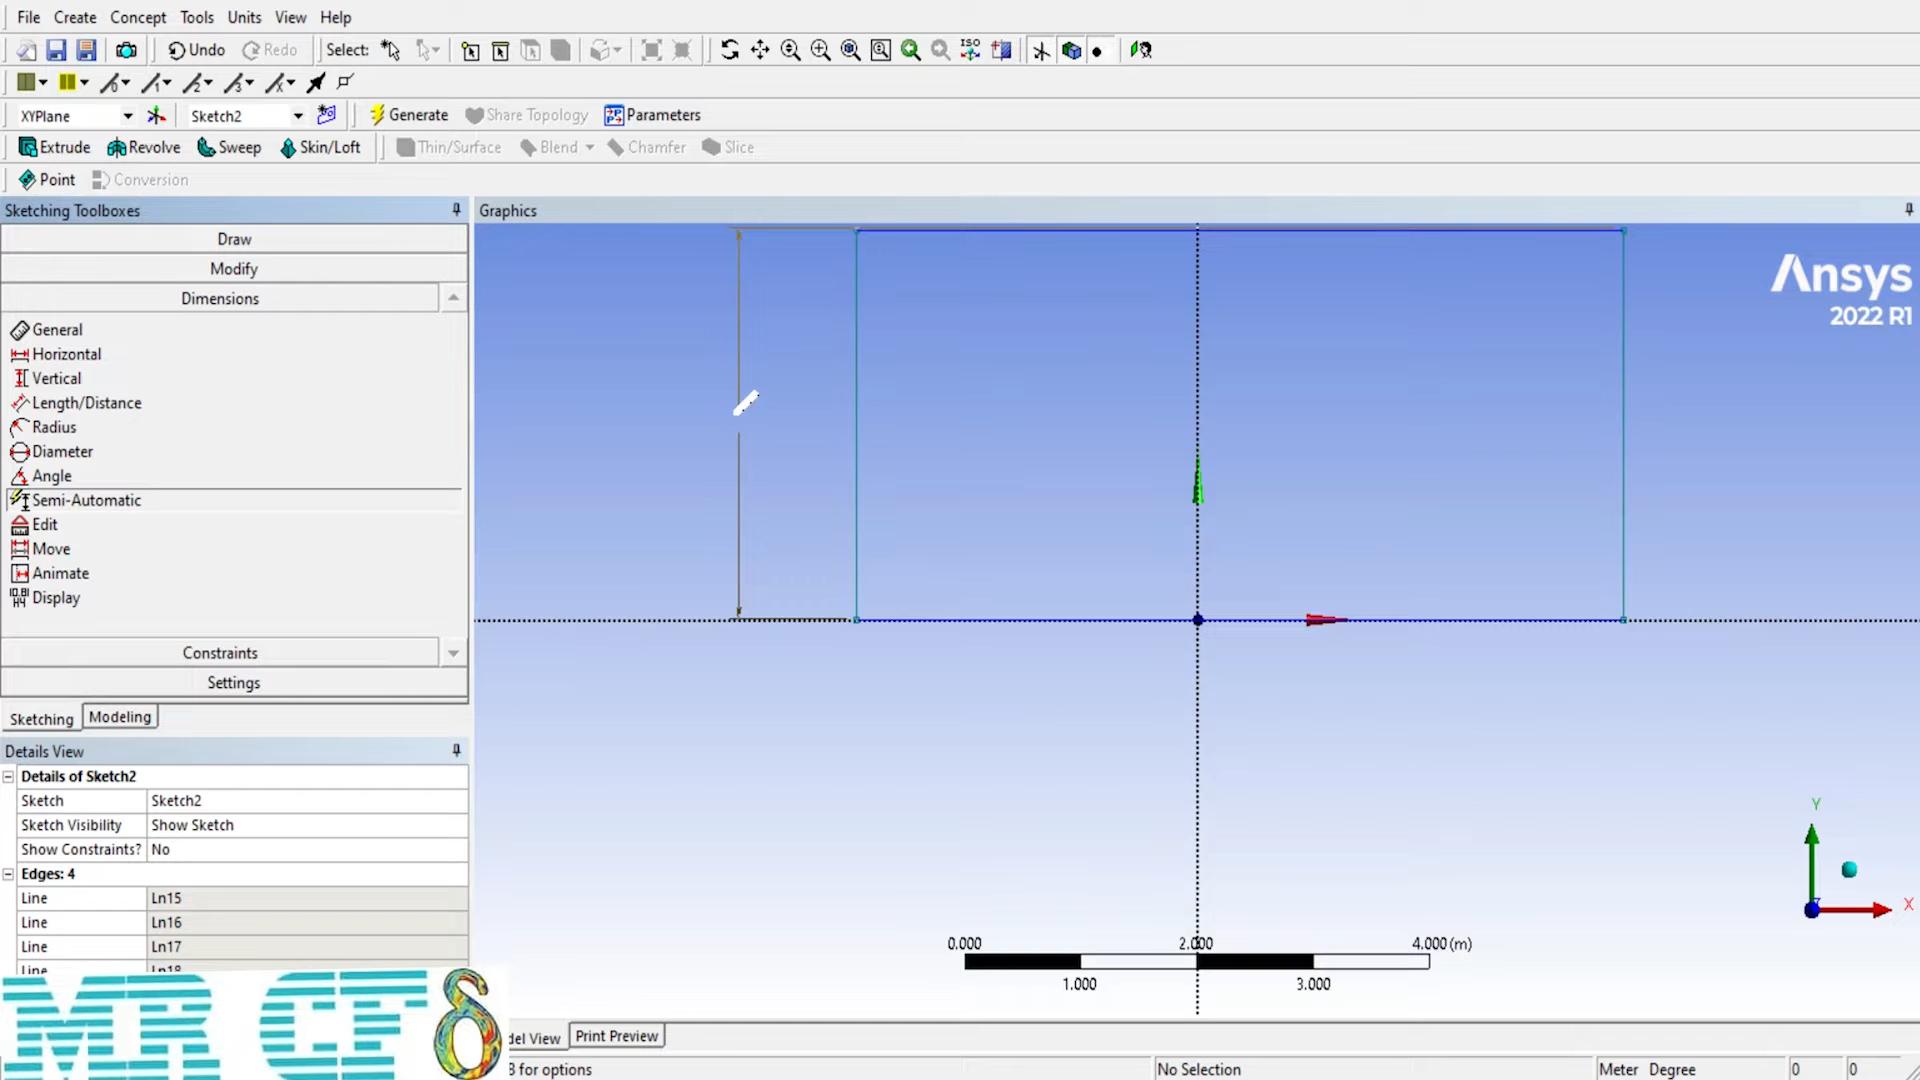 File Create Concept Tools Units View Help
Undo Redo Select: ISO
XYPlane Sketch2 Generate Share Topology Parameters
Extrude Revolve Sweep Skin/Loft Thin/Surface Blend Chamfer Slice
Point Conversion
Sketching Toolboxes
Draw
Modify
Dimensions
General
Horizontal
Vertical
Length/Distance
Radius
Diameter
Angle
Semi-Automatic
Edit
Move
Animate
Display
Constraints
Settings
Sketching Modeling
Details View
Details of Sketch2
Sketch Sketch2
Sketch Visibility Show Sketch
Show Constraints? No
Edges: 4
Line Ln15
Line Ln16
Line Ln17
Line Ln18
MR CFδ
Graphics
Ansys
2022 R1
Y
X
0.000 2.000 4.000 (m)
1.000 3.000
del View Print Preview
for options No Selection Meter Degree 0 0